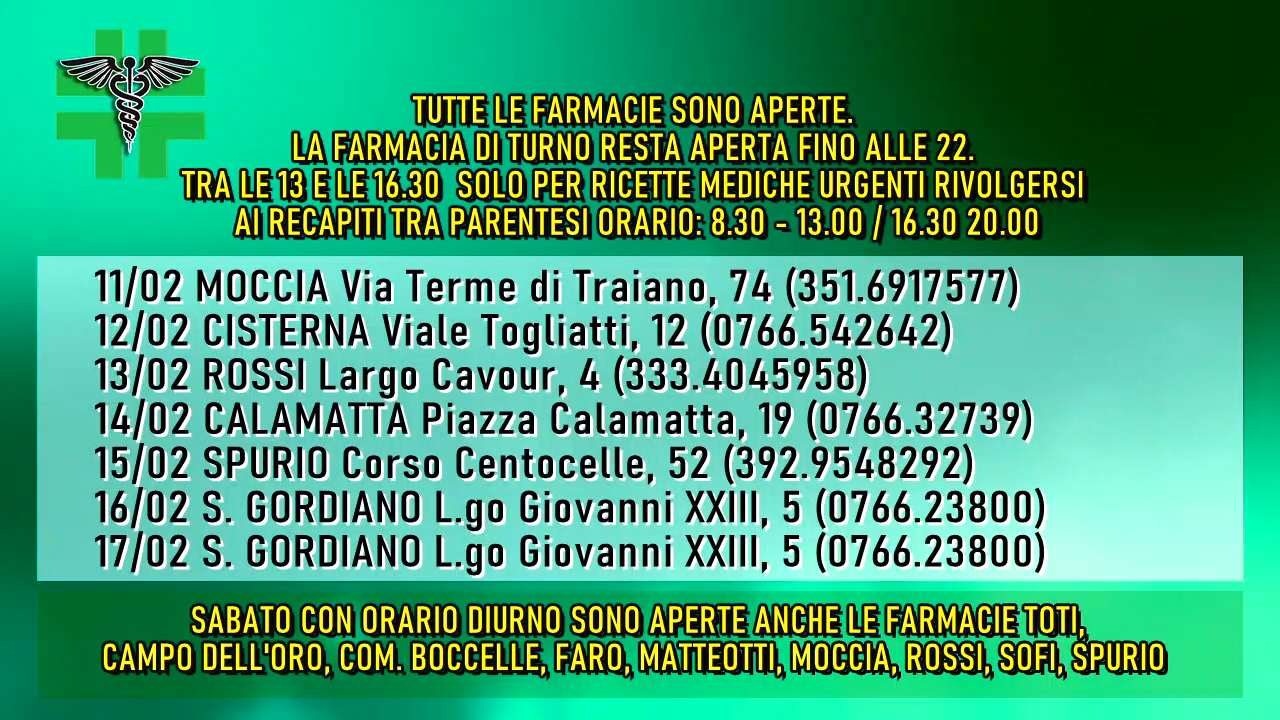 TUTTE LE FARMACIE SONO APERTE.
LA FARMACIA DI TURNO RESTA APERTA FINO ALLE 22.
TRA LE 13 E LE 16.30 SOLO PER RICETTE MEDICHE URGENTI RIVOLGERSI
AI RECAPITI TRA PARENTESI ORARIO: 8.30 - 13.00 / 16.30 20.00
11/02 MOCCIA Via Terme di Traiano, 74 (351.6917577)
12/02 CISTERNA Viale Togliatti, 12 (0766.542642)
13/02 ROSSI Largo Cavour, 4 (333.4045958)
14/02 CALAMATTA Piazza Calamatta, 19 (0766.32739)
15/02 SPURIO Corso Centocelle, 52 (392.9548292)
16/02 S. GORDIANO L.go Giovanni XXIII, 5 (0766.23800)
17/02 S. GORDIANO L.go Giovanni XXIII, 5 (0766.23800)
SABATO CON ORARIO DIURNO SONO APERTE ANCHE LE FARMACIE TOTI,
CAMPO DELL'ORO, COM. BOCCELLE, FARO, MATTEOTTI, MOCCIA, ROSSI, SOFI, SPURIO